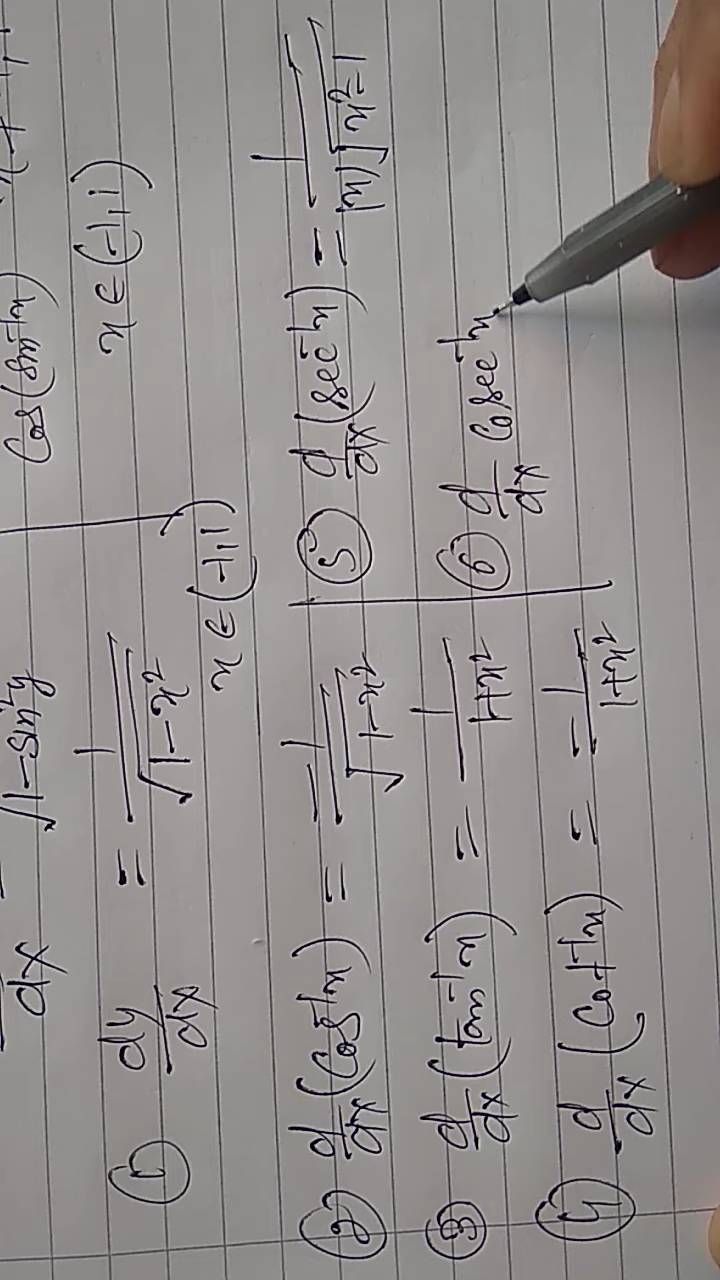 dx √1-sin²y
cos(sin⁻¹x)
① dy/dx = 1/√1-x²
x∈(-1,1)
x∈(-1,1)
② d/dx(cos⁻¹x) = -1/√1-x²
③ d/dx(tan⁻¹x) = 1/1+x²
④ d/dx(cot⁻¹x) = -1/1+x²
⑤ d/dx(sec⁻¹x) = 1/|x|√x²-1
⑥ d/dx cosec⁻¹x